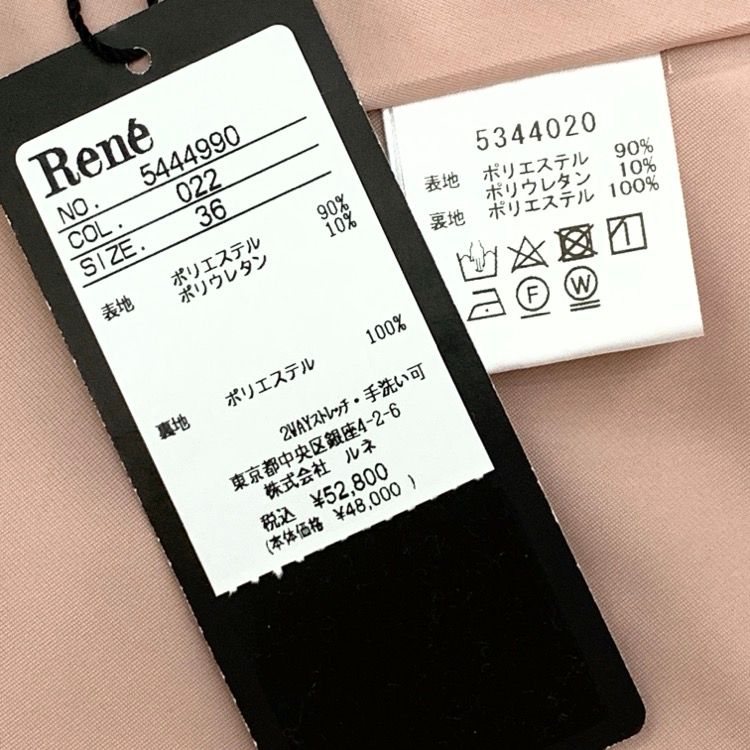 René
NO. 5444990
COL. 022
SIZE. 36
表地 ポリエステル 90%
ポリウレタン 10%
裏地 ポリエステル 100%
2WAYストレッチ・手洗い可
東京都中央区銀座4-2-6
株式会社 ルネ
税込 ¥52,800
(本体価格 ¥48,000 )
5344020
表地 ポリエステル 90%
ポリウレタン 10%
裏地 ポリエステル 100%
F
W